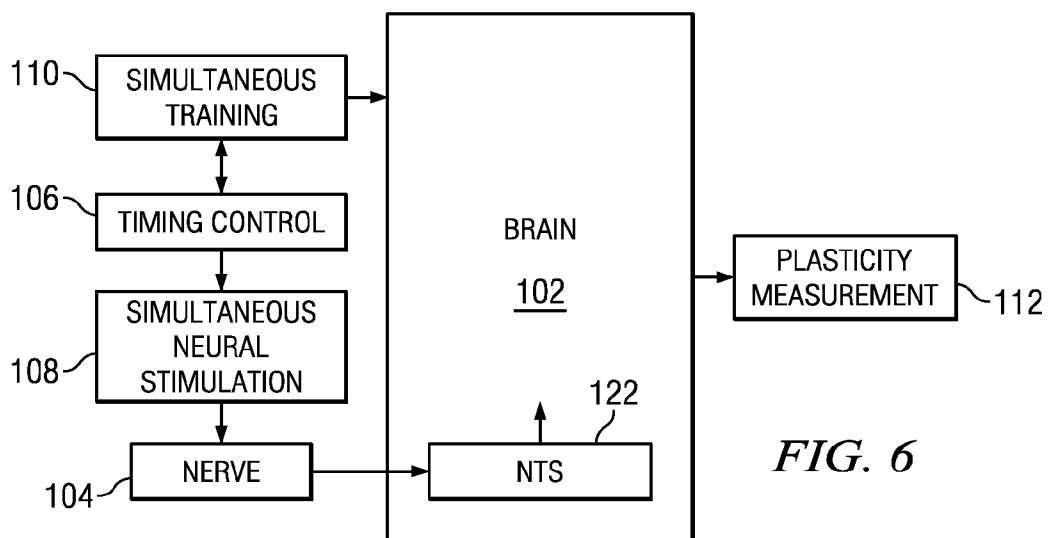 110
SIMULTANEOUS
TRAINING
106
TIMING CONTROL
108
SIMULTANEOUS
NEURAL
STIMULATION
104
NERVE
BRAIN
102
122
NTS
PLASTICITY
MEASUREMENT
112
FIG. 6